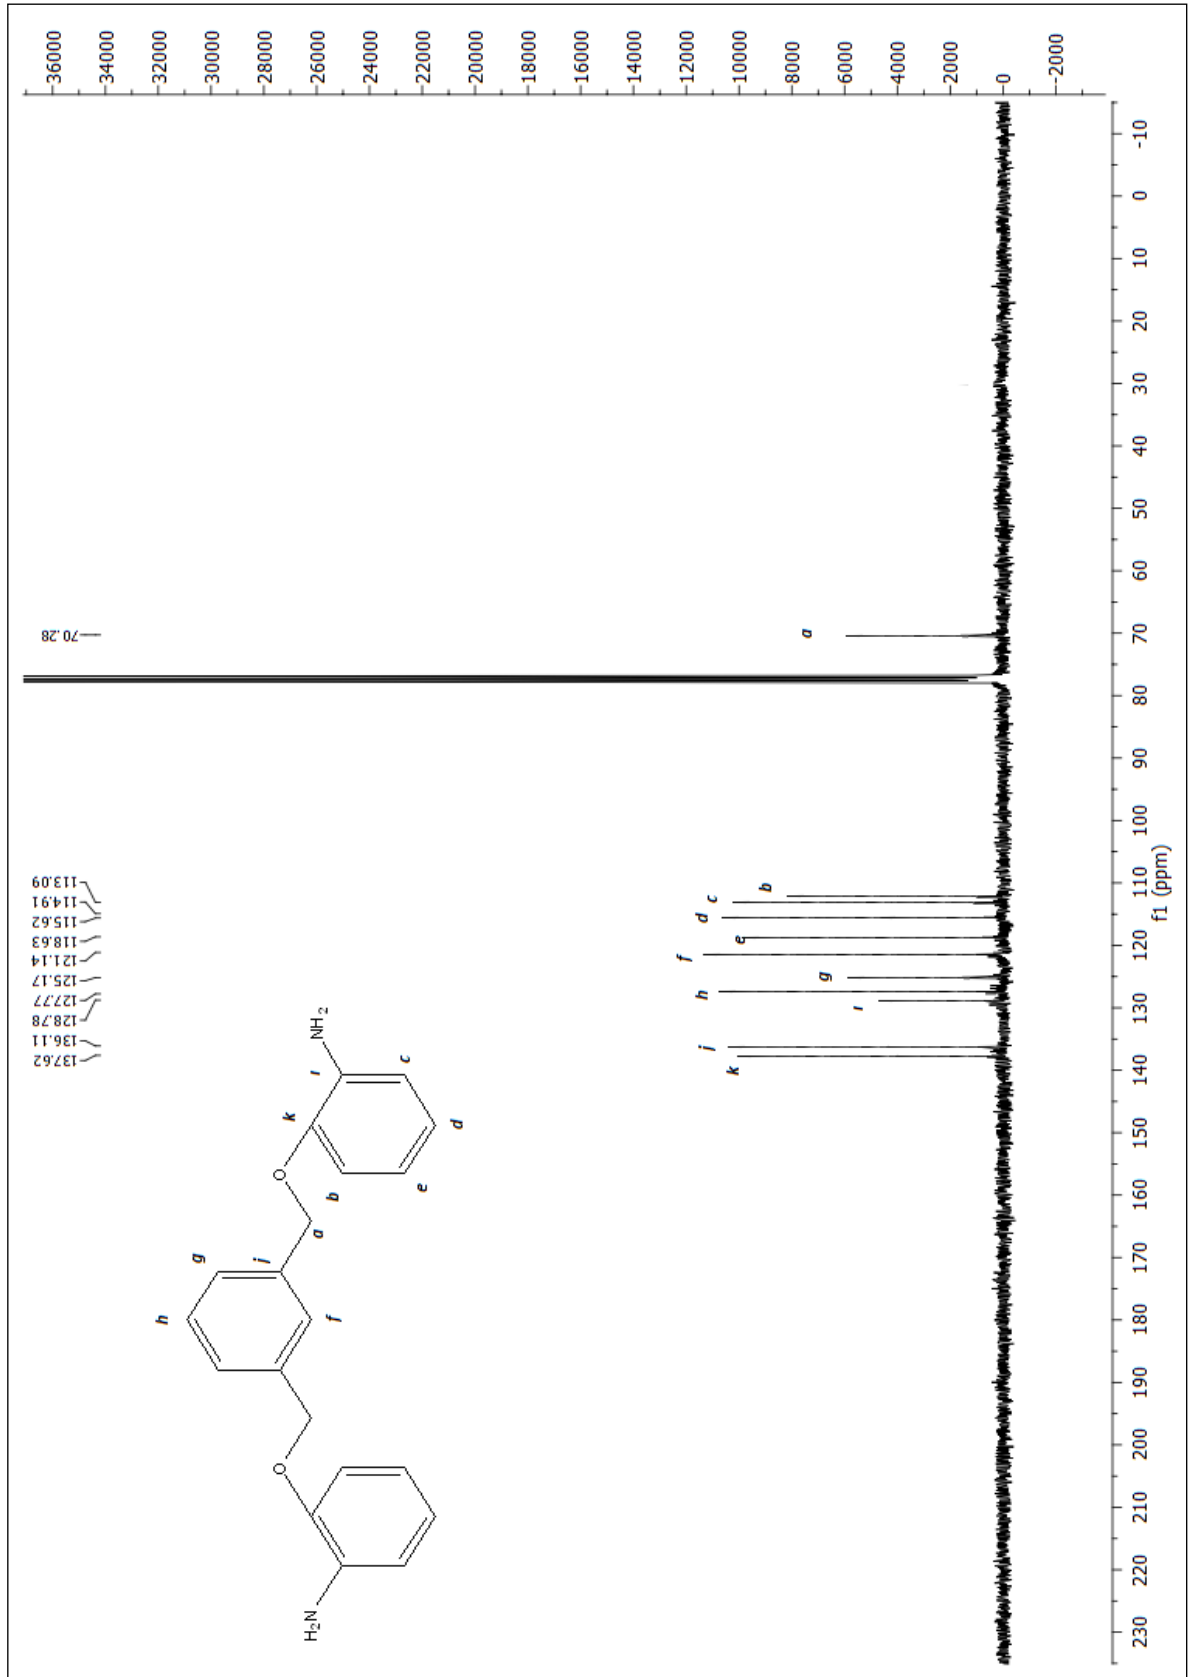 36000
34000
32000
30000
28000
26000
24000
22000
20000
18000
16000
14000
12000
10000
8000
6000
4000
2000
0
-2000
70.28
113.09
114.91
115.62
118.63
121.14
125.17
127.77
128.78
136.11
137.62
a
b
c
d
e
f
g
h
ı
j
k
NH2
ı
c
k
d
O
b
e
a
g
j
h
f
O
H2N
-10
0
10
20
30
40
50
60
70
80
90
100
110
120
130
140
150
160
170
180
190
200
210
220
230
f1 (ppm)